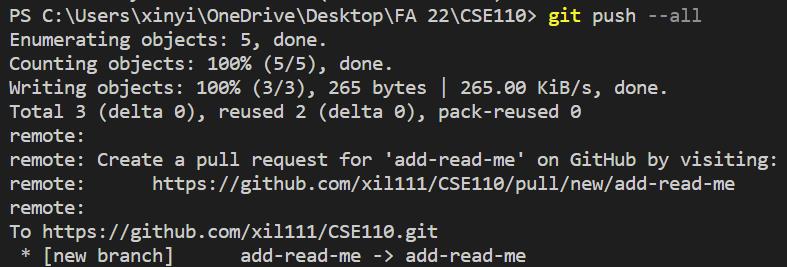 PS C:\Users\xinyi\OneDrive\Desktop\FA 22\CSE110> git push --all
Enumerating objects: 5, done.
Counting objects: 100% (5/5), done.
Writing objects: 100% (3/3), 265 bytes | 265.00 KiB/s, done.
Total 3 (delta 0), reused 2 (delta 0), pack-reused 0
remote:
remote: Create a pull request for 'add-read-me' on GitHub by visiting:
remote:      https://github.com/xil111/CSE110/pull/new/add-read-me
remote:
To https://github.com/xil111/CSE110.git
 * [new branch]      add-read-me -> add-read-me